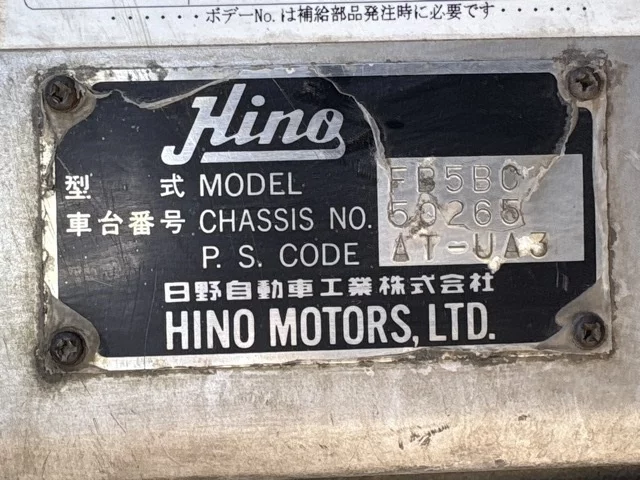 ・・・・・・ボデーNo.は補給部品発注時に必要です・・・・・・
Hino
型式 MODEL FB5BC
車台番号 CHASSIS NO. 50265
P. S. CODE AT-UA3
日野自動車工業株式会社
HINO MOTORS, LTD.